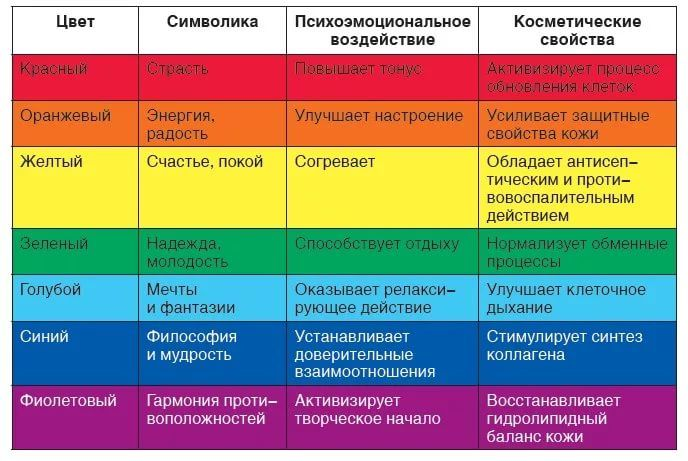 Цвет
Символика
Психоэмоциональное
воздействие
Косметические
свойства
Красный
Страсть
Повышает тонус
Активизирует процесс
обновления клеток
Оранжевый
Энергия,
радость
Улучшает настроение
Усиливает защитные
свойства кожи
Желтый
Счастье, покой
Согревает
Обладает антисеп–
тическим и проти–
вовоспалительным
действием
Зеленый
Надежда,
молодость
Способствует отдыху
Нормализует обменные
процессы
Голубой
Мечты
и фантазии
Оказывает релакси–
рующее действие
Улучшает клеточное
дыхание
Синий
Философия
и мудрость
Устанавливает
доверительные
взаимоотношения
Стимулирует синтез
коллагена
Фиолетовый
Гармония проти–
воположностей
Активизирует
творческое начало
Восстанавливает
гидролипидный
баланс кожи